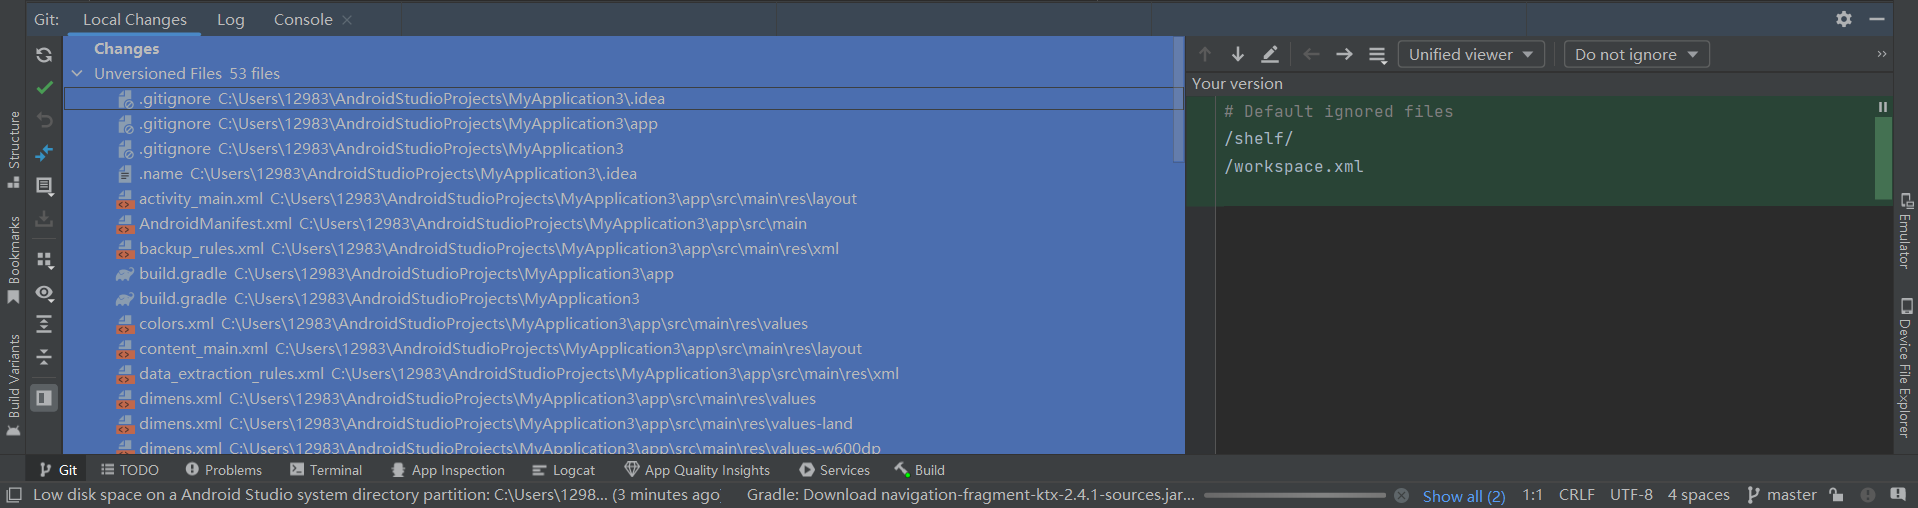 Git: Local Changes Log Console
Changes
Unversioned Files 53 files
.gitignore C:\Users\12983\AndroidStudioProjects\MyApplication3\.idea
.gitignore C:\Users\12983\AndroidStudioProjects\MyApplication3\app
.gitignore C:\Users\12983\AndroidStudioProjects\MyApplication3
.name C:\Users\12983\AndroidStudioProjects\MyApplication3\.idea
activity_main.xml C:\Users\12983\AndroidStudioProjects\MyApplication3\app\src\main\res\layout
AndroidManifest.xml C:\Users\12983\AndroidStudioProjects\MyApplication3\app\src\main
backup_rules.xml C:\Users\12983\AndroidStudioProjects\MyApplication3\app\src\main\res\xml
build.gradle C:\Users\12983\AndroidStudioProjects\MyApplication3\app
build.gradle C:\Users\12983\AndroidStudioProjects\MyApplication3
colors.xml C:\Users\12983\AndroidStudioProjects\MyApplication3\app\src\main\res\values
content_main.xml C:\Users\12983\AndroidStudioProjects\MyApplication3\app\src\main\res\layout
data_extraction_rules.xml C:\Users\12983\AndroidStudioProjects\MyApplication3\app\src\main\res\xml
dimens.xml C:\Users\12983\AndroidStudioProjects\MyApplication3\app\src\main\res\values
dimens.xml C:\Users\12983\AndroidStudioProjects\MyApplication3\app\src\main\res\values-land
dimens.xml C:\Users\12983\AndroidStudioProjects\MyApplication3\app\src\main\res\values-w600dp
Unified viewer Do not ignore
Your version
# Default ignored files
/shelf/
/workspace.xml
Structure
Bookmarks
Build Variants
Emulator
Device File Explorer
Git TODO Problems Terminal App Inspection Logcat App Quality Insights Services Build
Low disk space on a Android Studio system directory partition: C:\Users\1298... (3 minutes ago) Gradle: Download navigation-fragment-ktx-2.4.1-sources.jar... Show all (2) 1:1 CRLF UTF-8 4 spaces master